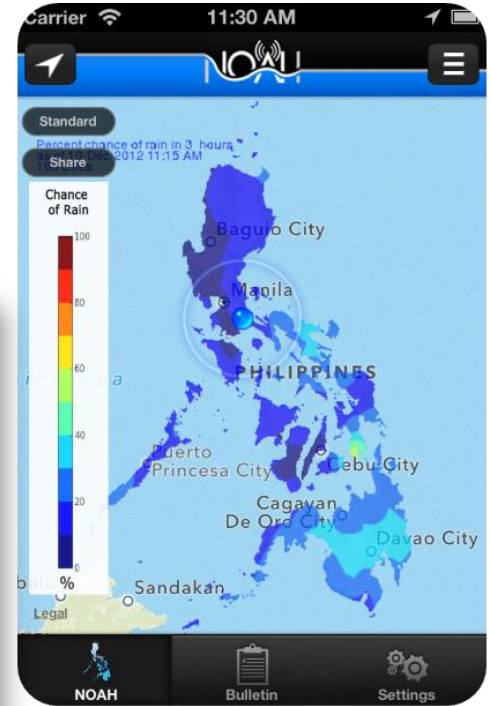 Carrier 11:30 AM
NOAH
Standard
Percent chance of rain in 3 hours
11:15 AM
Share
Chance
of Rain
100
80
60
40
20
0
%
Baguio City
Manila
PHILIPPINES
Puerto
Princesa City
Cebu City
Cagayan
De Oro City
Davao City
Sandakan
Legal
NOAH
Bulletin
Settings